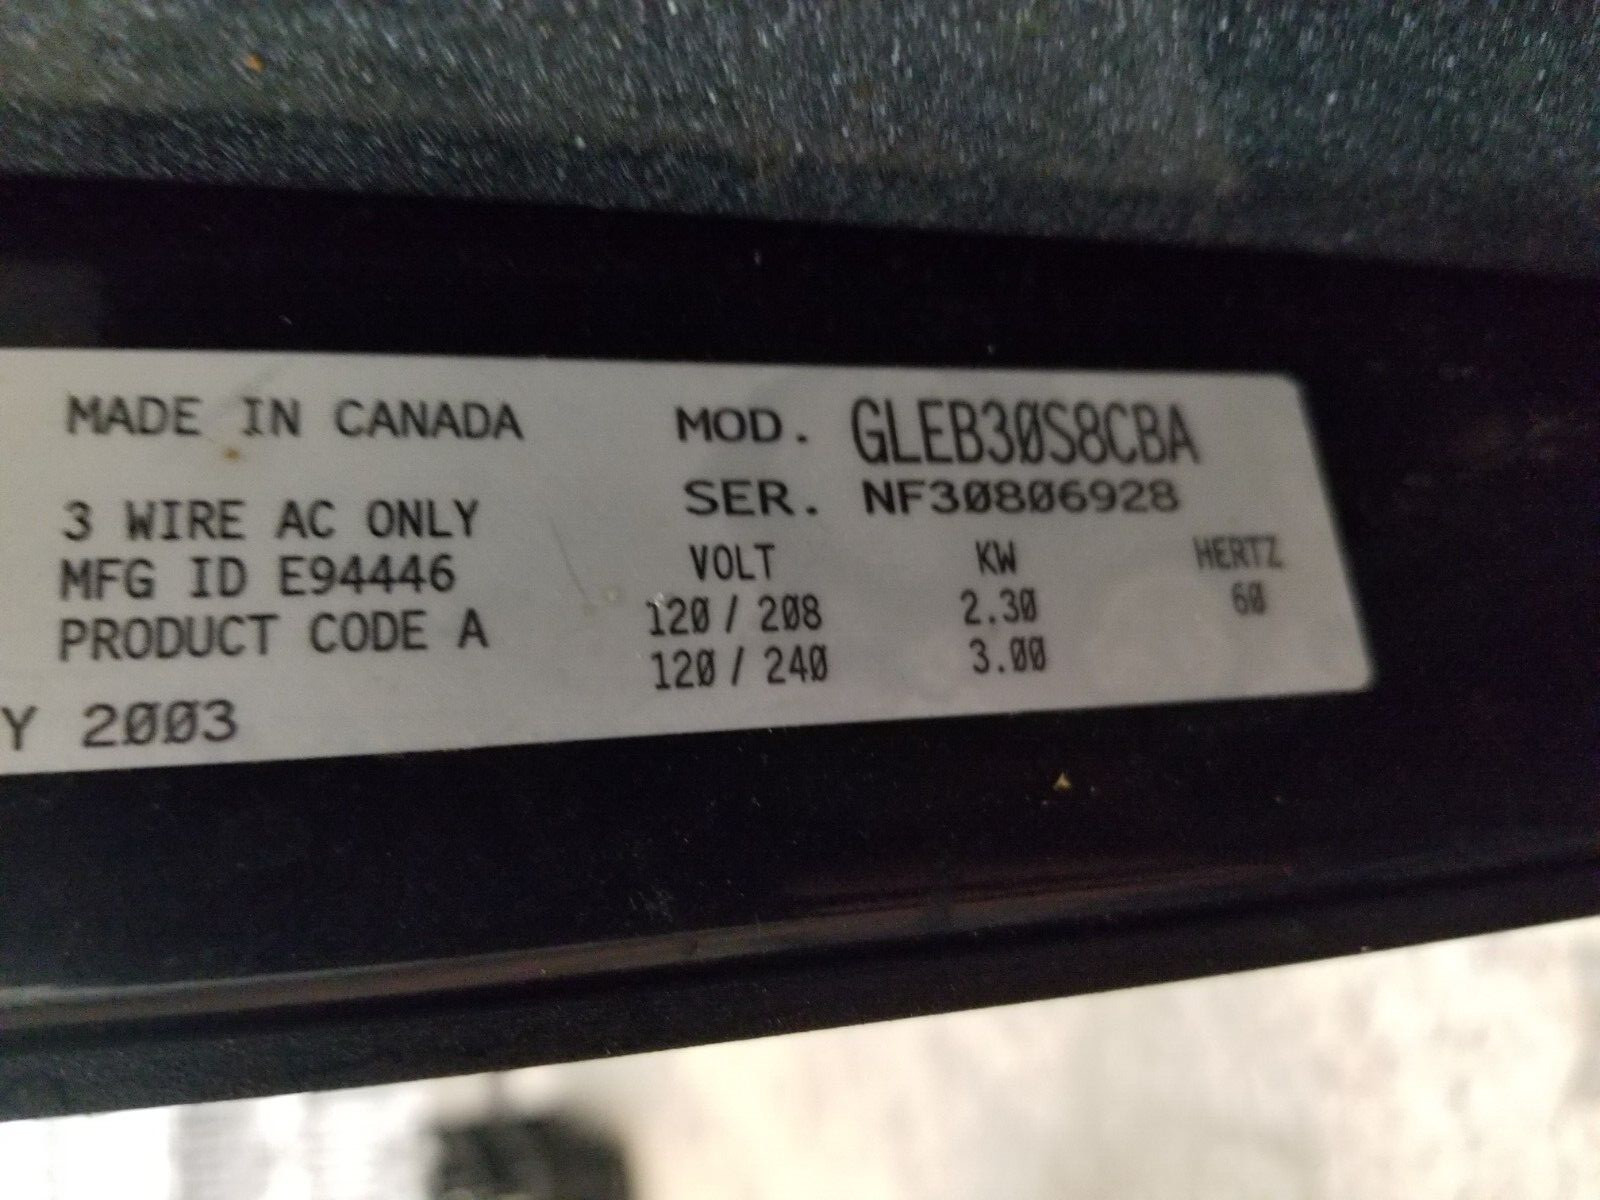 MADE IN CANADA
3 WIRE AC ONLY
MFG ID E94446
PRODUCT CODE A
Y 2003
MOD. GLEB30S8CBA
SER. NF30806928
VOLT KW HERTZ
120 / 208 2.30 60
120 / 240 3.00